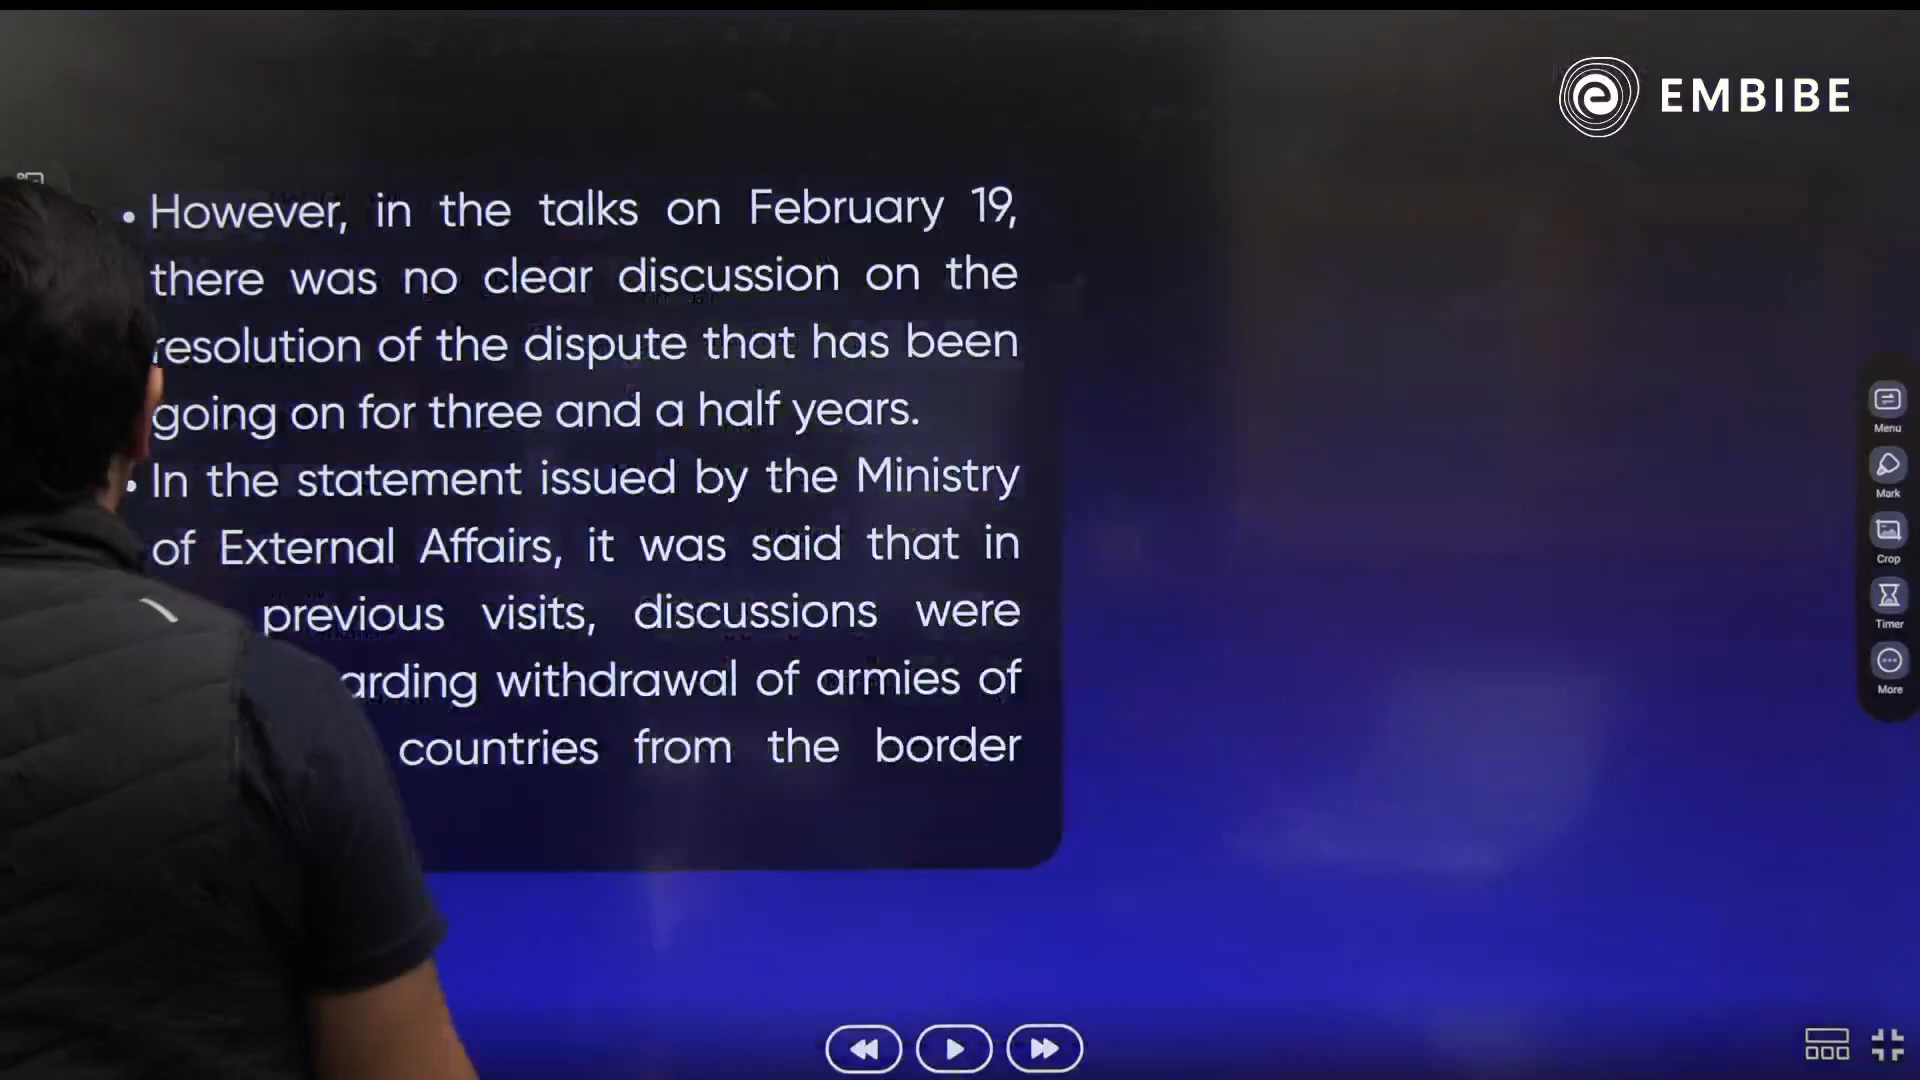 EMBIBE
• However, in the talks on February 19,
there was no clear discussion on the
resolution of the dispute that has been
going on for three and a half years.
• In the statement issued by the Ministry
of External Affairs, it was said that in
previous visits, discussions were
arding withdrawal of armies of
countries from the border
Menu
Mark
Crop
Timer
More